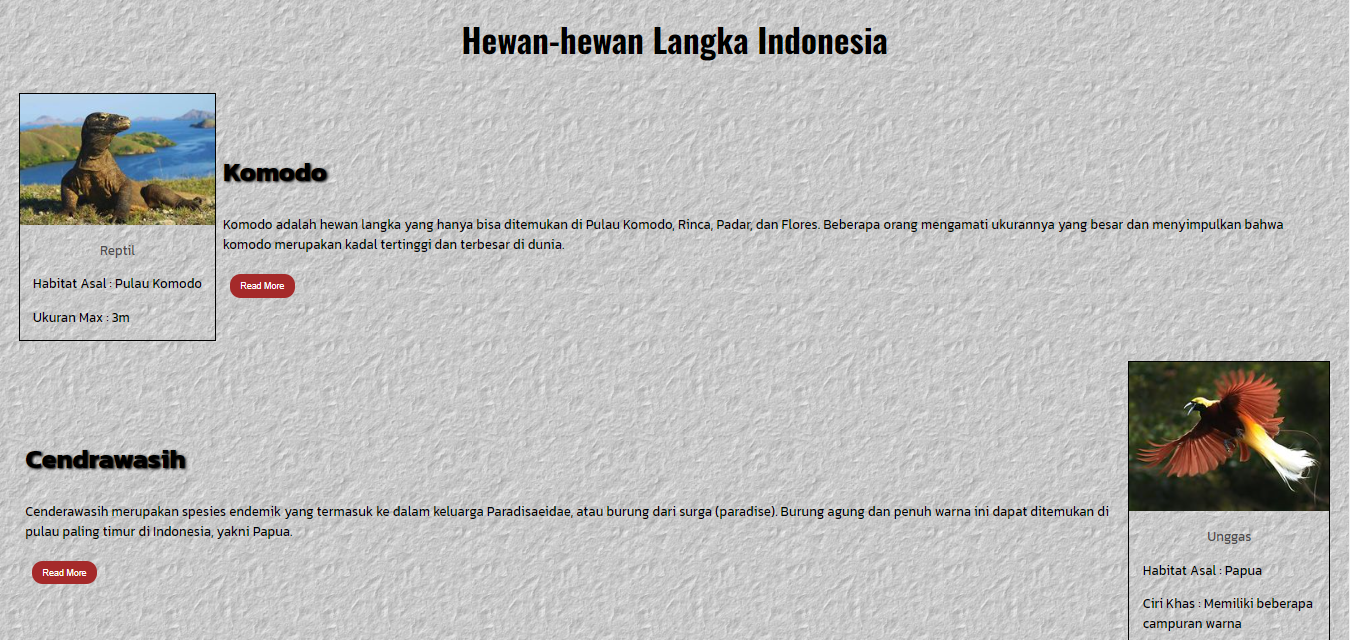 Hewan-hewan Langka Indonesia
Reptil
Habitat Asal : Pulau Komodo
Ukuran Max : 3m
Komodo
Komodo adalah hewan langka yang hanya bisa ditemukan di Pulau Komodo, Rinca, Padar, dan Flores. Beberapa orang mengamati ukurannya yang besar dan menyimpulkan bahwa
komodo merupakan kadal tertinggi dan terbesar di dunia.
Read More
Cendrawasih
Cenderawasih merupakan spesies endemik yang termasuk ke dalam keluarga Paradisaeidae, atau burung dari surga (paradise). Burung agung dan penuh warna ini dapat ditemukan di
pulau paling timur di Indonesia, yakni Papua.
Read More
Unggas
Habitat Asal : Papua
Ciri Khas : Memiliki beberapa
campuran warna